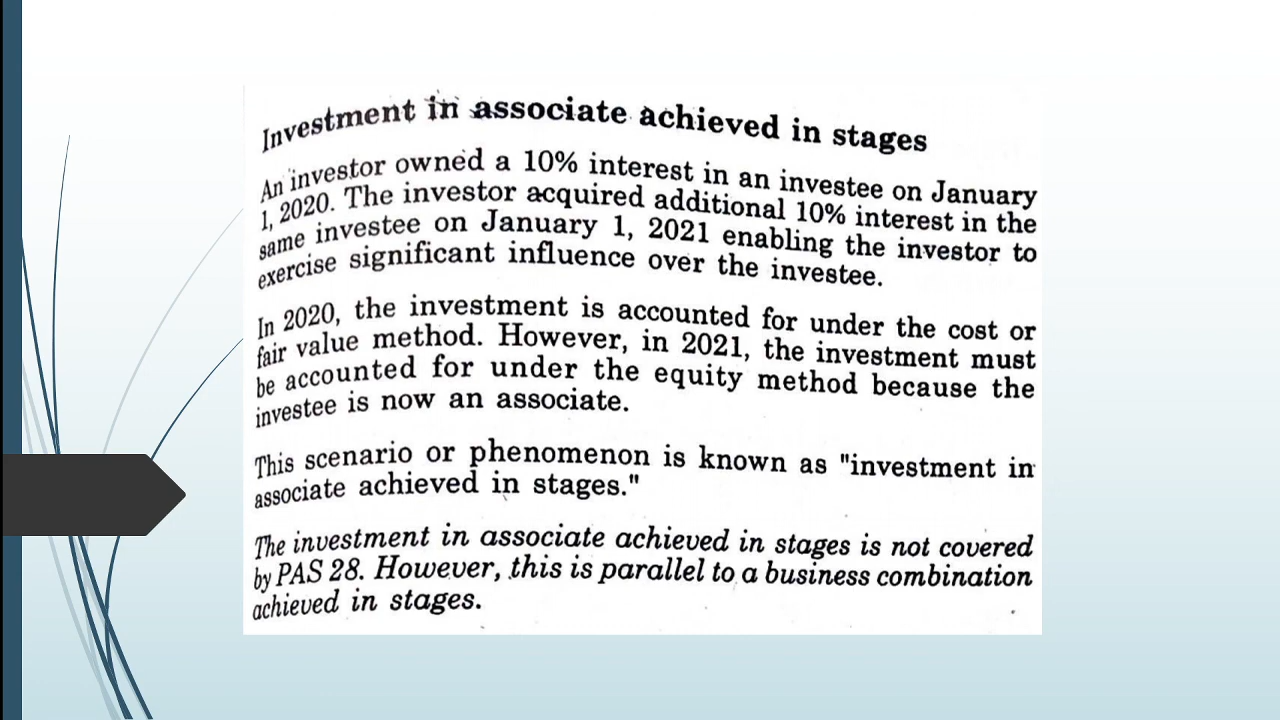 Investment in associate achieved in stages
An investor owned a 10% interest in an investee on January
1, 2020. The investor acquired additional 10% interest in the
same investee on January 1, 2021 enabling the investor to
exercise significant influence over the investee.
In 2020, the investment is accounted for under the cost or
fair value method. However, in 2021, the investment must
be accounted for under the equity method because the
investee is now an associate.
This scenario or phenomenon is known as "investment in
associate achieved in stages."
The investment in associate achieved in stages is not covered
by PAS 28. However, this is parallel to a business combination
achieved in stages.